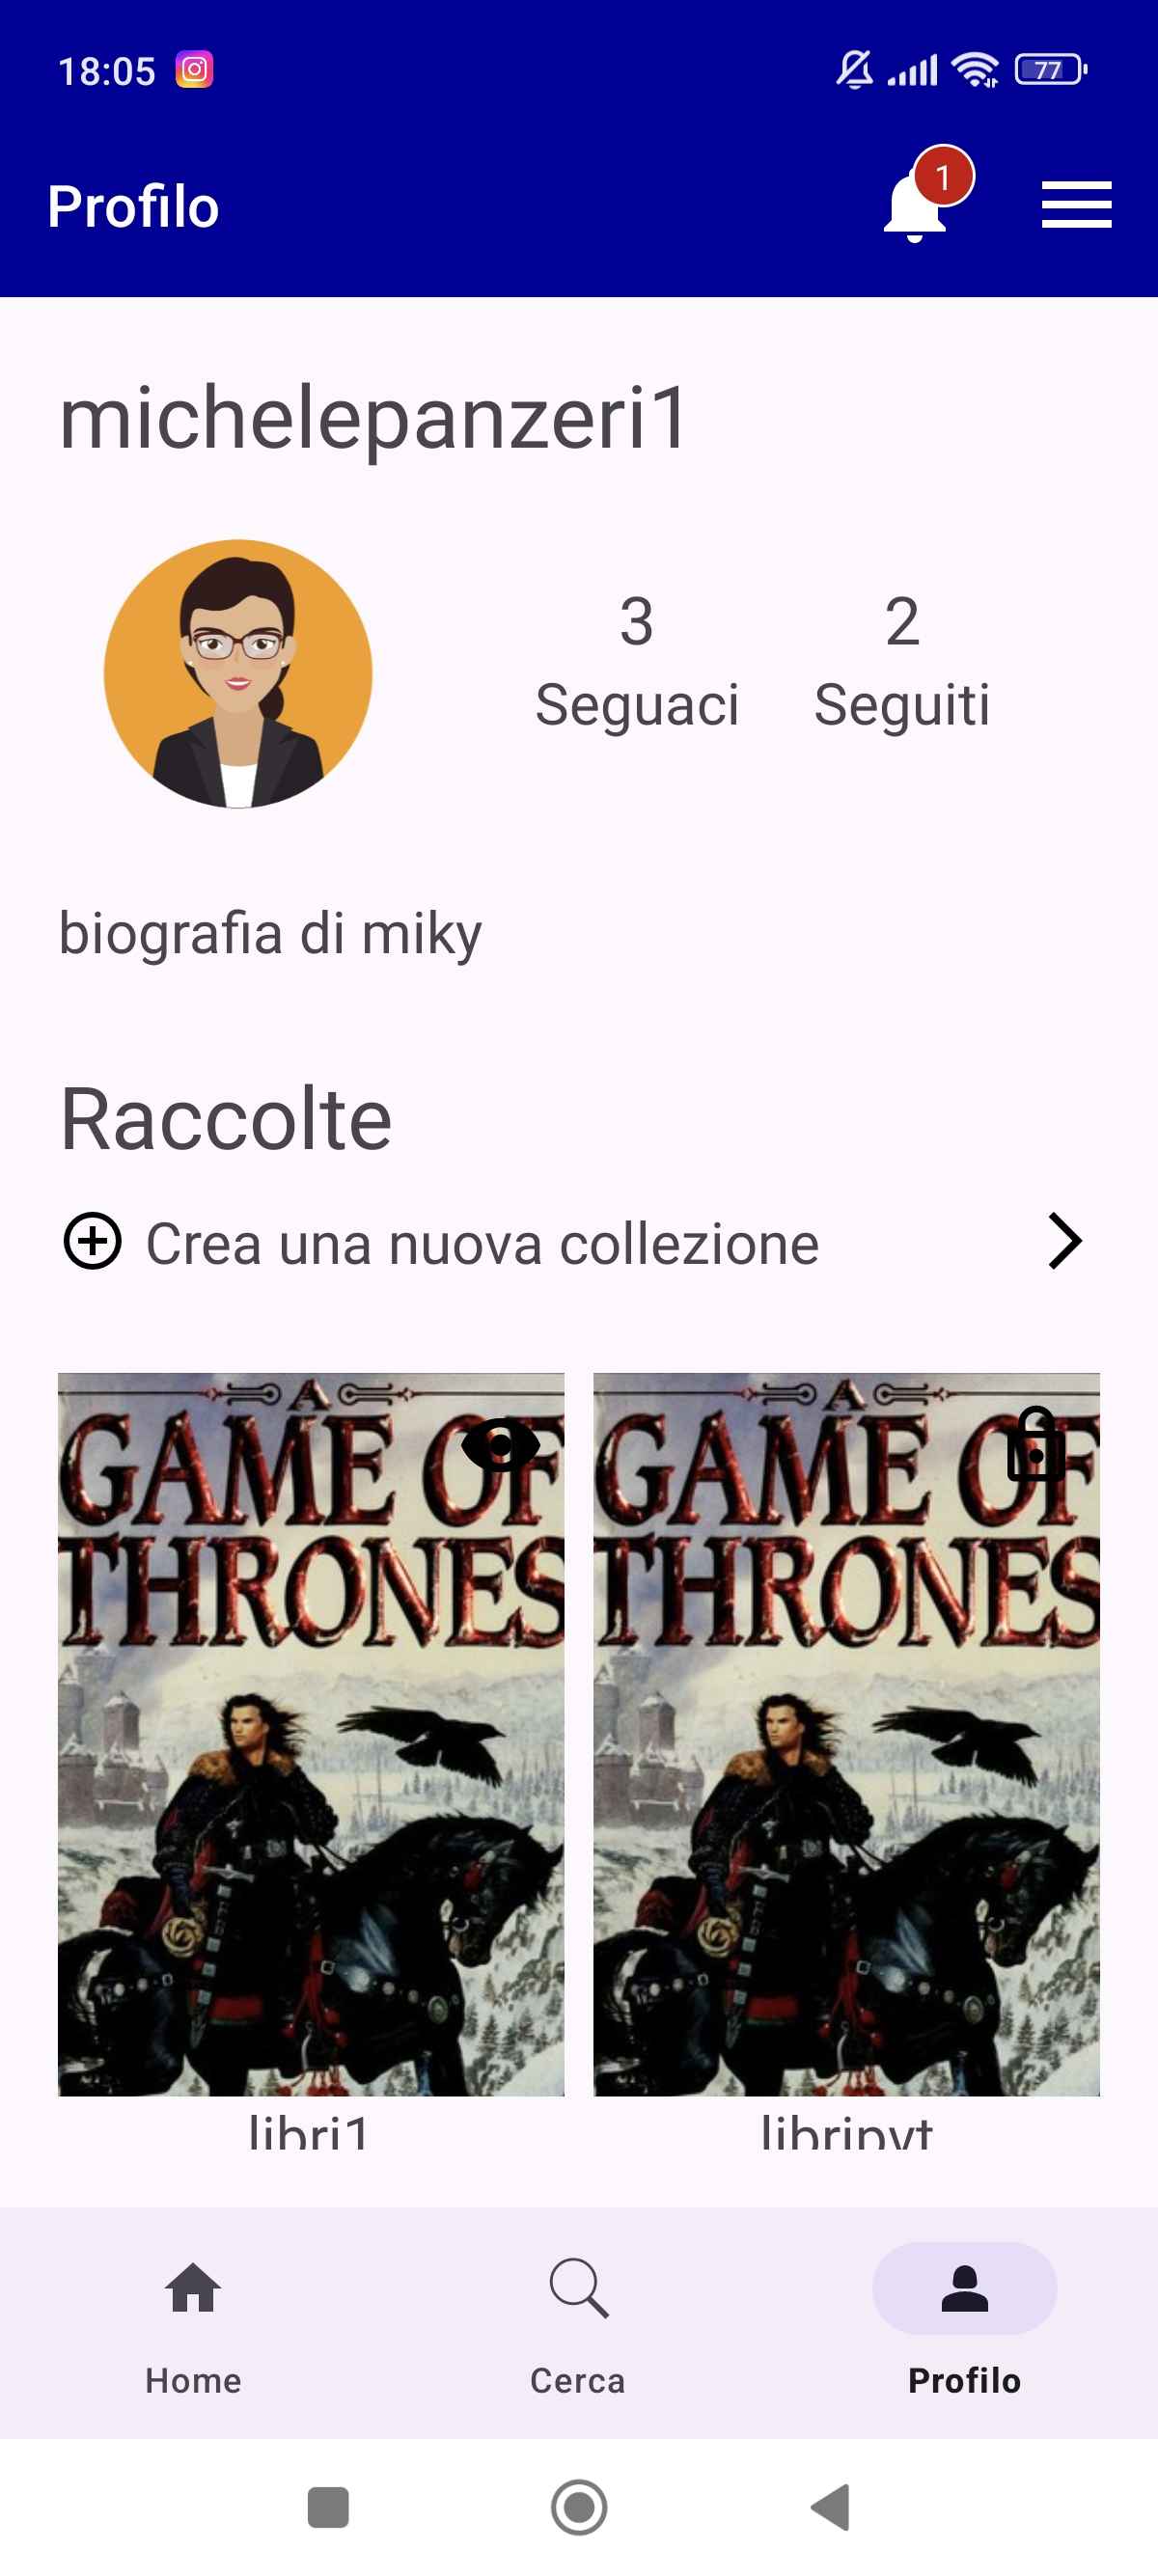 18:05
77
Profilo
1
michelepanzeri1
3
2
Seguaci
Seguiti
biografia di miky
Raccolte
Crea una nuova collezione
A
GAME OF
THRONES
A
GAME OF
THRONES
libri1
libripvt
Home
Cerca
Profilo